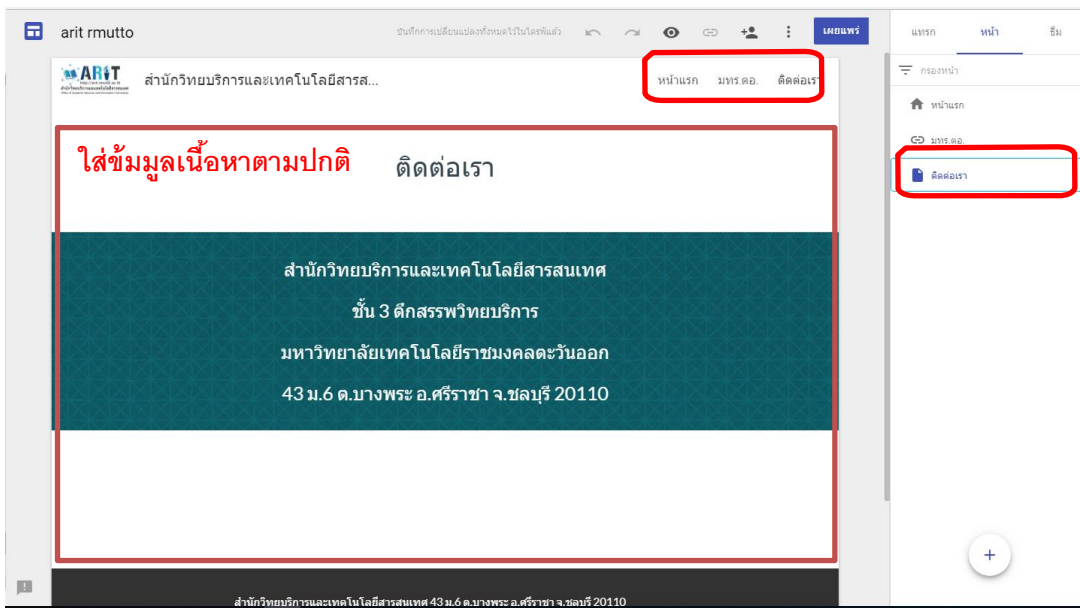 arit rmutto
บันทึกการเปลี่ยนแปลงทั้งหมดไว้ในไดรฟ์แล้ว
เผยแพร่
แทรก
หน้า
ธีม
ARiT
สำนักวิทยบริการและเทคโนโลยีสารส...
หน้าแรก
มทร.ตอ.
ติดต่อเรา
กรองหน้า
หน้าแรก
มทร.ตอ.
ติดต่อเรา
ใส่ข้มมูลเนื้อหาตามปกติ
ติดต่อเรา
สำนักวิทยบริการและเทคโนโลยีสารสนเทศ
ชั้น 3 ตึกสรรพวิทยบริการ
มหาวิทยาลัยเทคโนโลยีราชมงคลตะวันออก
43 ม.6 ต.บางพระ อ.ศรีราชา จ.ชลบุรี 20110
สำนักวิทยบริการและเทคโนโลยีสารสนเทศ 43 ม.6 ต.บางพระ อ.ศรีราชา จ.ชลบุรี 20110